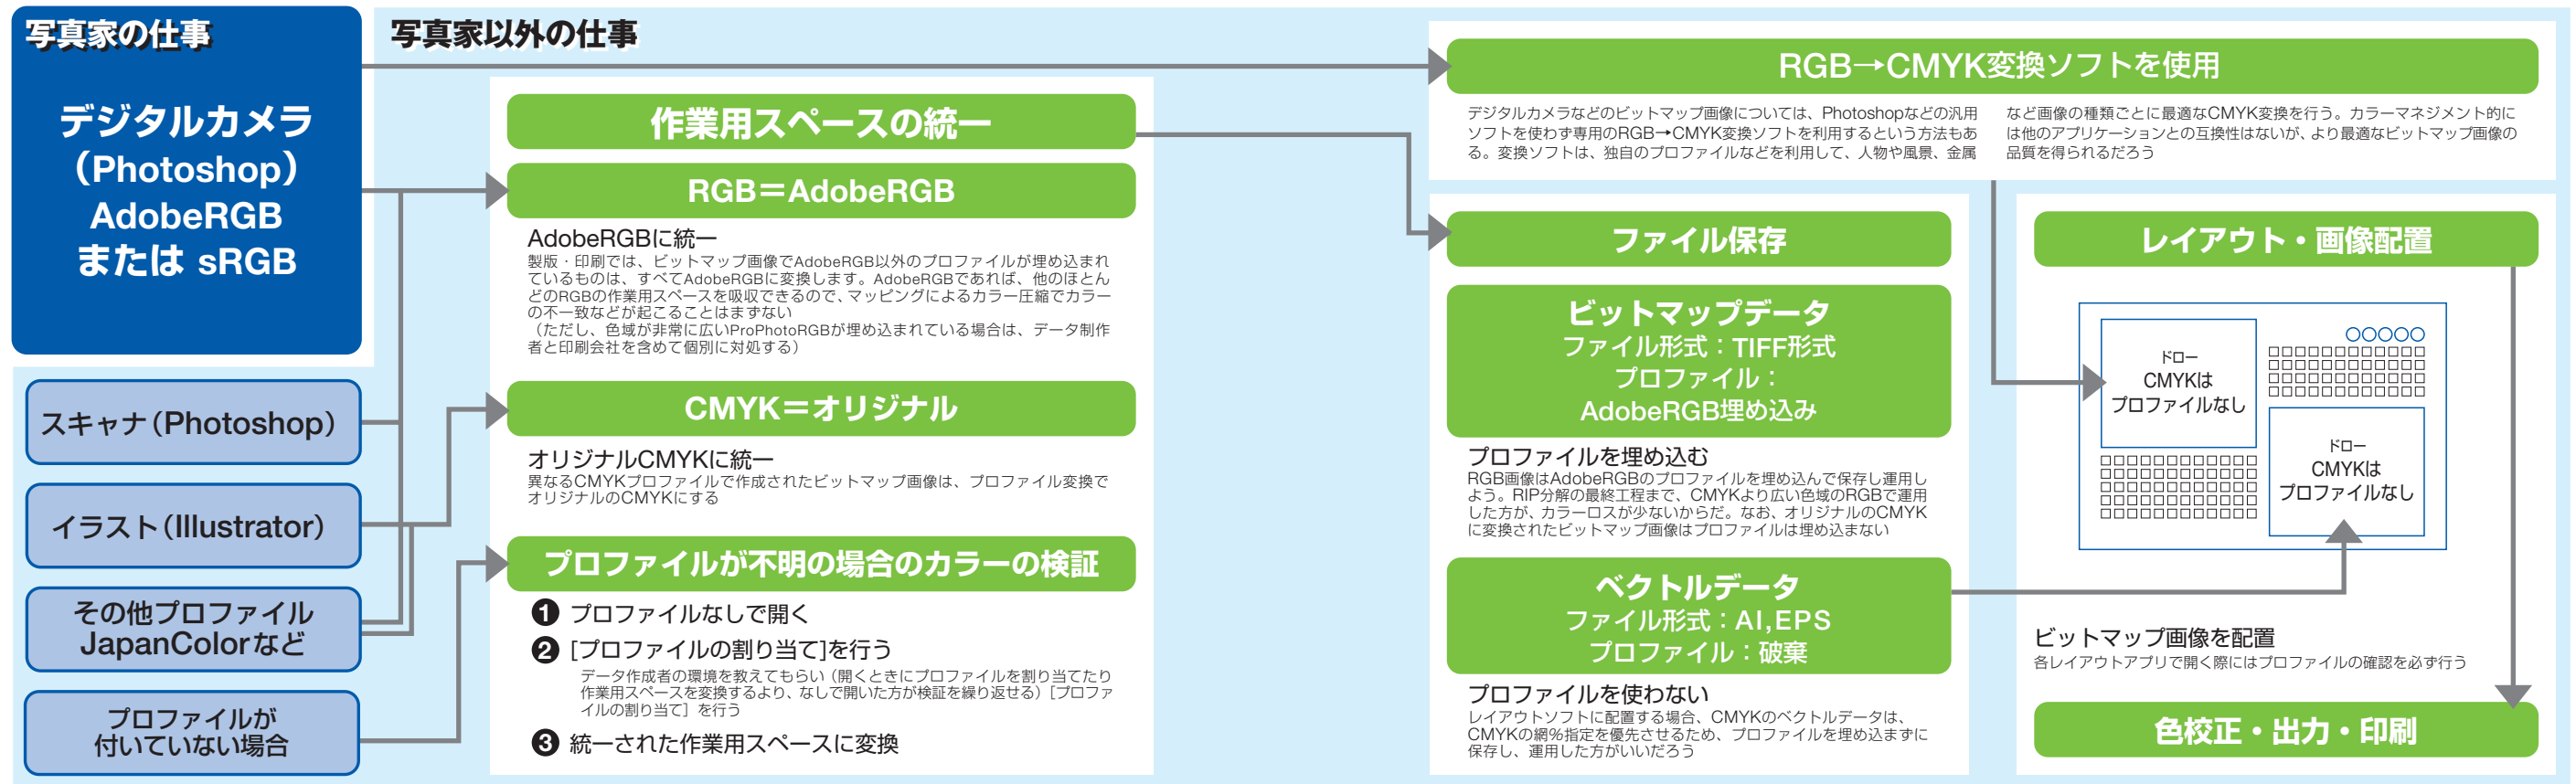 写真家の仕事
デジタルカメラ
（Photoshop）
AdobeRGB
または sRGB
スキャナ（Photoshop）
イラスト（Illustrator）
その他プロファイル
JapanColorなど
プロファイルが
付いていない場合
写真家以外の仕事
作業用スペースの統一
RGB＝AdobeRGB
AdobeRGBに統一
製版・印刷では、ビットマップ画像でAdobeRGB以外のプロファイルが埋め込まれ
ているものは、すべてAdobeRGBに変換します。AdobeRGBであれば、他のほとん
どのRGBの作業用スペースを吸収できるので、マッピングによるカラー圧縮でカラー
の不一致などが起こることはまずない
（ただし、色域が非常に広いProPhotoRGBが埋め込まれている場合は、データ制作
者と印刷会社を含めて個別に対処する）
CMYK＝オリジナル
オリジナルCMYKに統一
異なるCMYKプロファイルで作成されたビットマップ画像は、プロファイル変換で
オリジナルのCMYKにする
プロファイルが不明の場合のカラーの検証
❶ プロファイルなしで開く
❷ [プロファイルの割り当て]を行う
データ作成者の環境を教えてもらい（開くときにプロファイルを割り当てたり
作業用スペースを変換するより、なしで開いた方が検証を繰り返せる）［プロファ
イルの割り当て］を行う
❸ 統一された作業用スペースに変換
RGB→CMYK変換ソフトを使用
デジタルカメラなどのビットマップ画像については、Photoshopなどの汎用
ソフトを使わず専用のRGB→CMYK変換ソフトを利用するという方法もあ
る。変換ソフトは、独自のプロファイルなどを利用して、人物や風景、金属
など画像の種類ごとに最適なCMYK変換を行う。カラーマネジメント的に
は他のアプリケーションとの互換性はないが、より最適なビットマップ画像の
品質を得られるだろう
ファイル保存
ビットマップデータ
ファイル形式：TIFF形式
プロファイル：
AdobeRGB埋め込み
プロファイルを埋め込む
RGB画像はAdobeRGBのプロファイルを埋め込んで保存し運用し
よう。RIP分解の最終工程まで、CMYKより広い色域のRGBで運用
した方が、カラーロスが少ないからだ。なお、オリジナルのCMYK
に変換されたビットマップ画像はプロファイルは埋め込まない
ベクトルデータ
ファイル形式：AI,EPS
プロファイル：破棄
プロファイルを使わない
レイアウトソフトに配置する場合、CMYKのベクトルデータは、
CMYKの網％指定を優先させるため、プロファイルを埋め込まずに
保存し、運用した方がいいだろう
レイアウト・画像配置
ドロー
CMYKは
プロファイルなし
○○○○○
□□□□□□□□□□□□
□□□□□□□□□□□□
□□□□□□□□□□□□
□□□□□□□□□□□□
□□□□□□□□□□□□
□□□□□□□□□□□□
□□□□□□□□□□□□
□□□□□□□□□□□□
□□□□□□□□□□□□
ドロー
CMYKは
プロファイルなし
ビットマップ画像を配置
各レイアウトアプリで開く際にはプロファイルの確認を必ず行う
色校正・出力・印刷